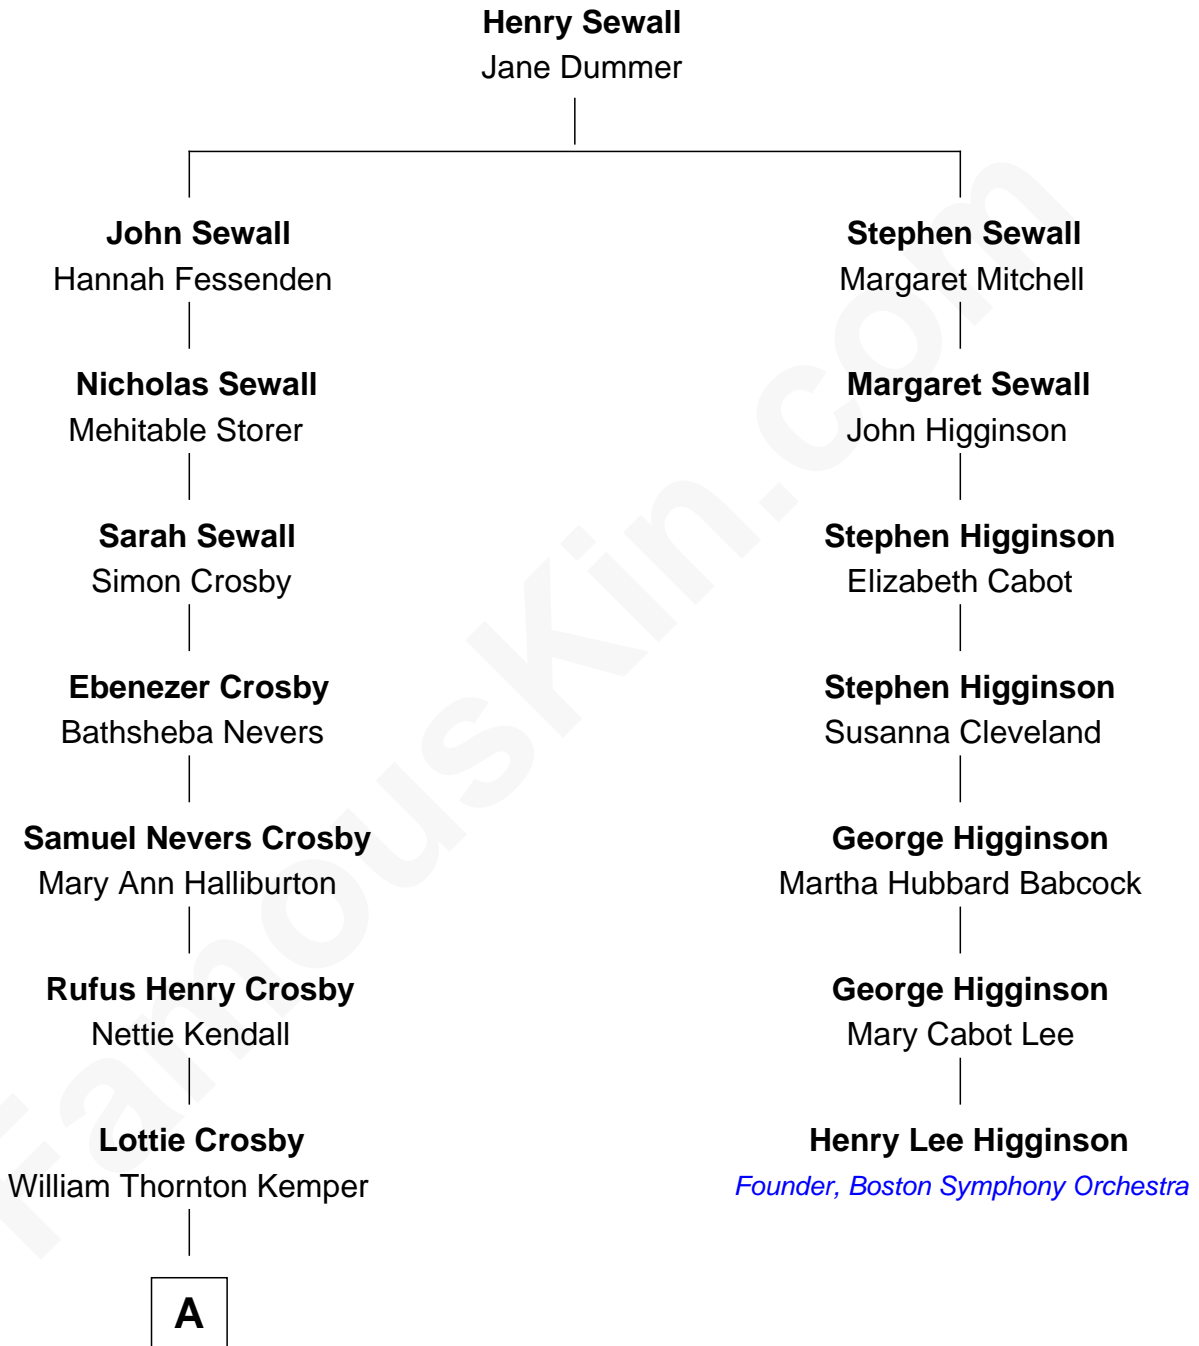 Henry Sewall
Jane Dummer
John Sewall
Hannah Fessenden
Stephen Sewall
Margaret Mitchell
Nicholas Sewall
Mehitable Storer
Margaret Sewall
John Higginson
Sarah Sewall
Simon Crosby
Stephen Higginson
Elizabeth Cabot
Ebenezer Crosby
Bathsheba Nevers
Stephen Higginson
Susanna Cleveland
Samuel Nevers Crosby
Mary Ann Halliburton
George Higginson
Martha Hubbard Babcock
Rufus Henry Crosby
Nettie Kendall
George Higginson
Mary Cabot Lee
Lottie Crosby
William Thornton Kemper
Henry Lee Higginson
Founder, Boston Symphony Orchestra
A
FamousKin.com